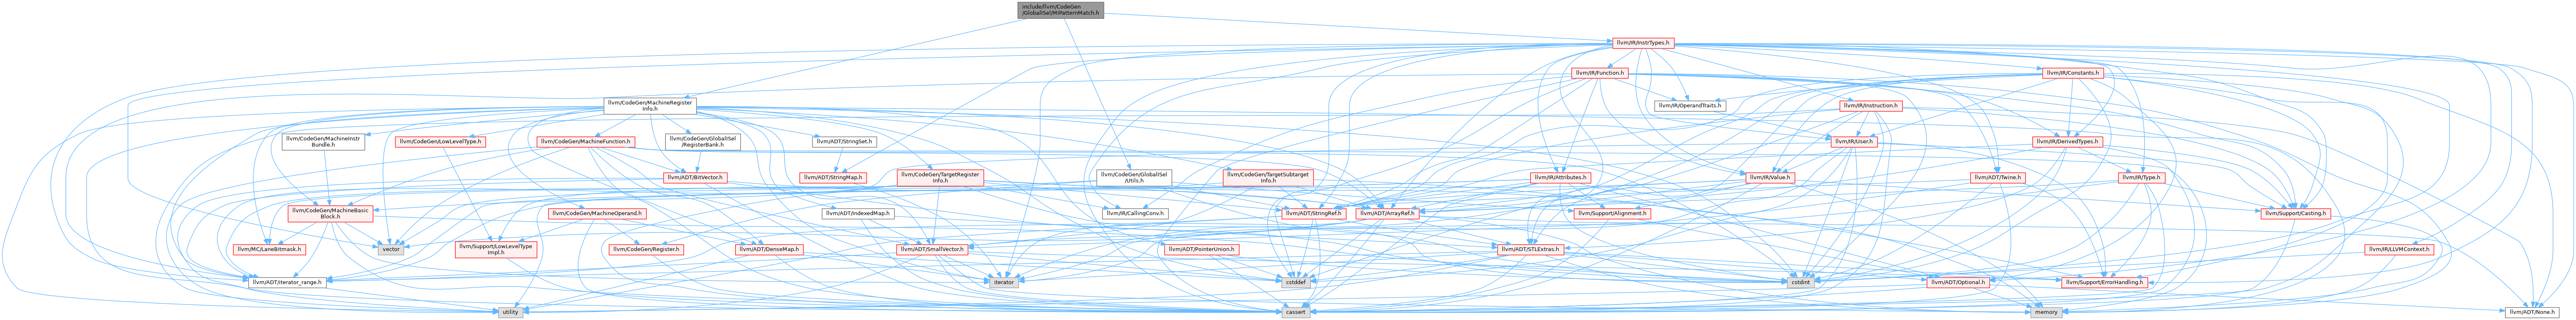 include/llvm/CodeGen
/GlobalISel/MIPatternMatch.h
llvm/IR/InstrTypes.h
llvm/IR/Function.h
llvm/IR/Constants.h
llvm/CodeGen/MachineRegister
Info.h
llvm/IR/OperandTraits.h
llvm/IR/Instruction.h
llvm/CodeGen/MachineInstr
Bundle.h
llvm/CodeGen/LowLevelType.h
llvm/CodeGen/MachineFunction.h
llvm/CodeGen/GlobalISel
/RegisterBank.h
llvm/ADT/StringSet.h
llvm/IR/User.h
llvm/IR/DerivedTypes.h
llvm/ADT/BitVector.h
llvm/ADT/StringMap.h
llvm/CodeGen/TargetRegister
Info.h
llvm/CodeGen/GlobalISel
/Utils.h
llvm/CodeGen/TargetSubtarget
Info.h
llvm/IR/Attributes.h
llvm/IR/Value.h
llvm/ADT/Twine.h
llvm/IR/Type.h
llvm/CodeGen/MachineBasic
Block.h
llvm/CodeGen/MachineOperand.h
llvm/ADT/IndexedMap.h
llvm/IR/CallingConv.h
llvm/ADT/StringRef.h
llvm/ADT/ArrayRef.h
llvm/Support/Alignment.h
llvm/Support/Casting.h
llvm/MC/LaneBitmask.h
vector
llvm/Support/LowLevelType
Impl.h
llvm/CodeGen/Register.h
llvm/ADT/DenseMap.h
llvm/ADT/SmallVector.h
llvm/ADT/PointerUnion.h
llvm/ADT/STLExtras.h
llvm/IR/LLVMContext.h
llvm/ADT/iterator_range.h
iterator
cstddef
cstdint
llvm/ADT/Optional.h
llvm/Support/ErrorHandling.h
utility
cassert
memory
llvm/ADT/None.h